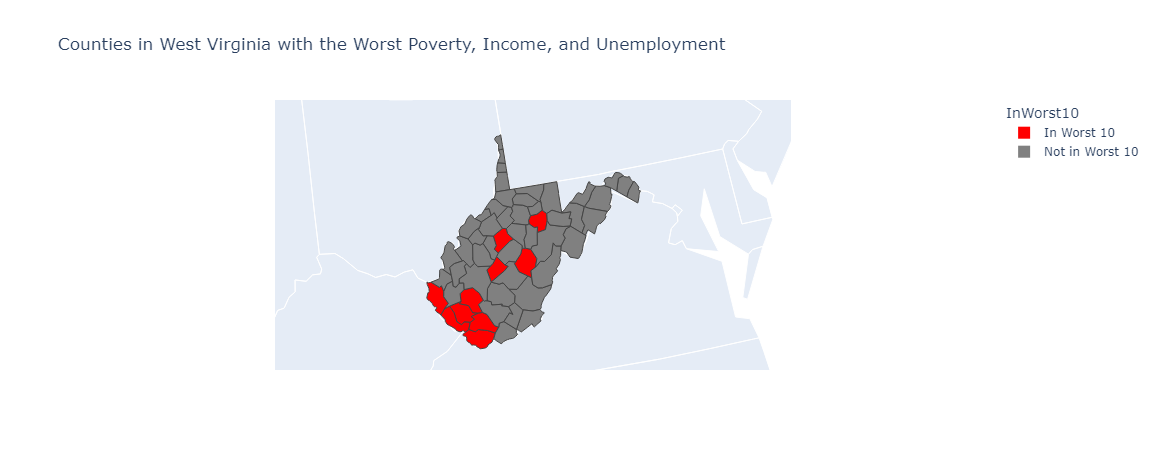 Counties in West Virginia with the Worst Poverty, Income, and Unemployment
InWorst10
In Worst 10
Not in Worst 10